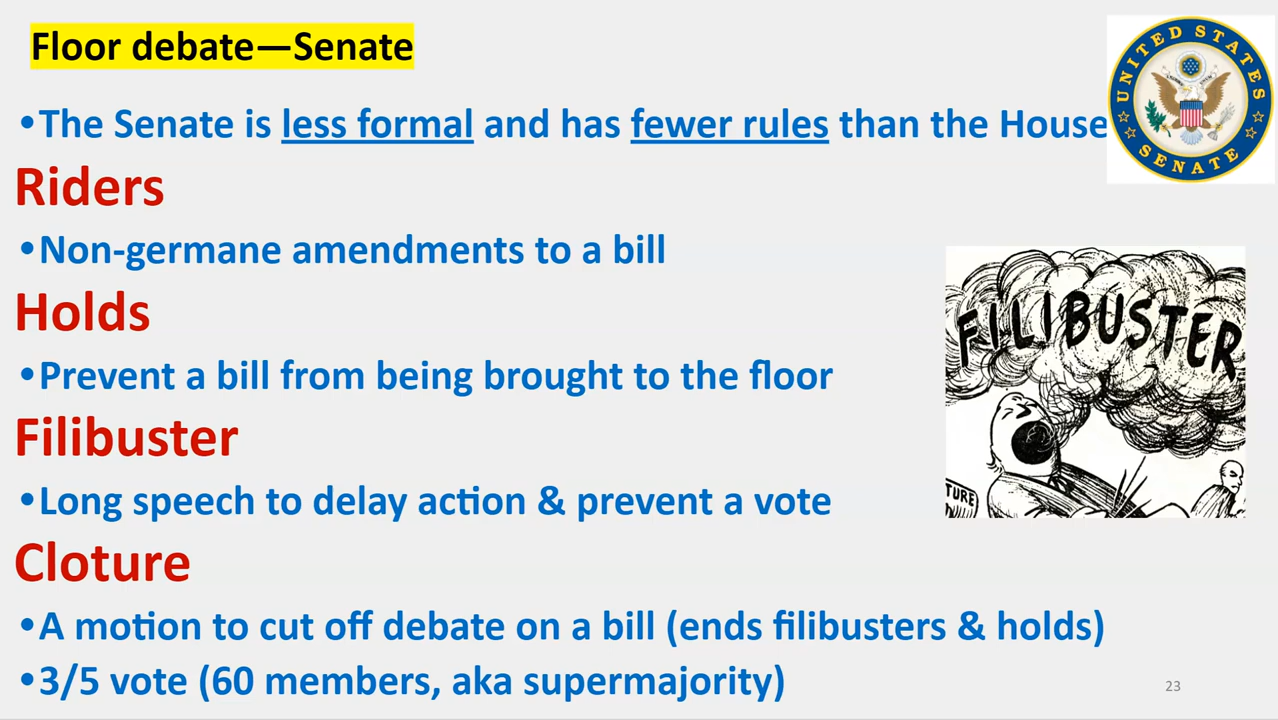 Floor debate—Senate
•The Senate is less formal and has fewer rules than the House
UNITED STATES
SENATE
Riders
•Non-germane amendments to a bill
Holds
•Prevent a bill from being brought to the floor
FILIBUSTER
Filibuster
•Long speech to delay action & prevent a vote
Cloture
•A motion to cut off debate on a bill (ends filibusters & holds)
•3/5 vote (60 members, aka supermajority)
23